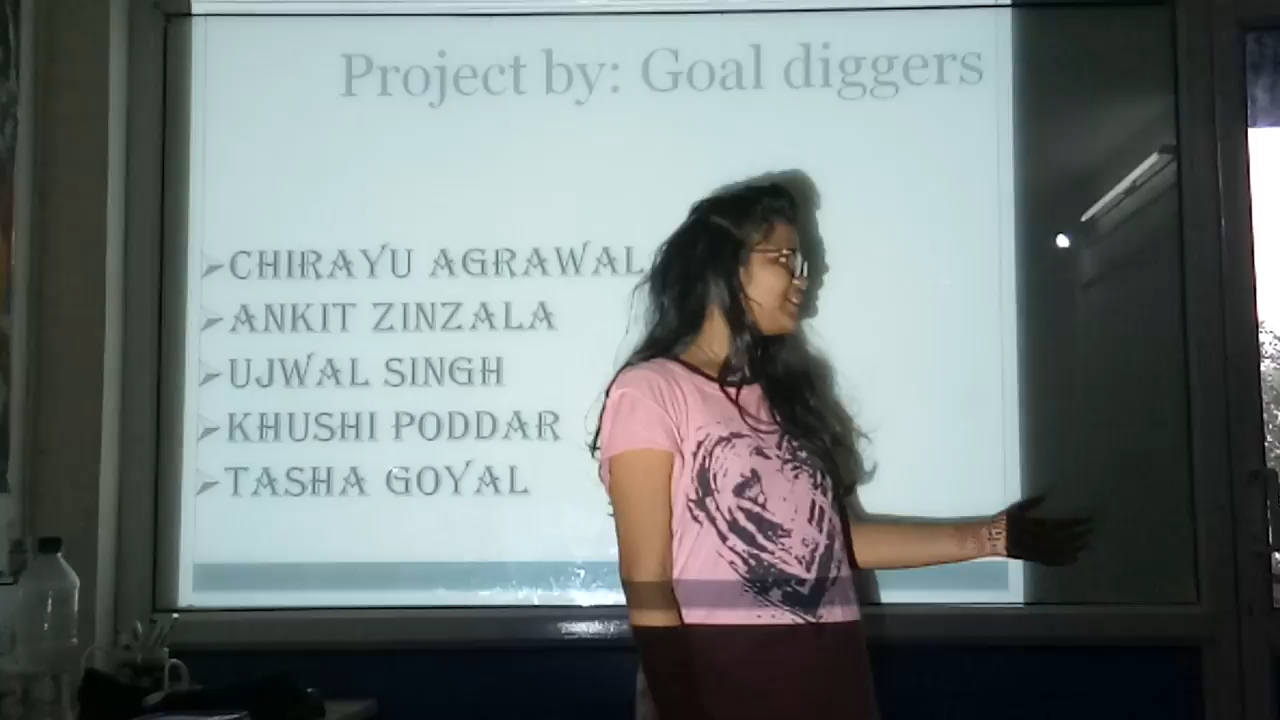 Project by: Goal diggers
CHIRAYU AGRAWAL
ANKIT ZINZALA
UJWAL SINGH
KHUSHI PODDAR
TASHA GOYAL